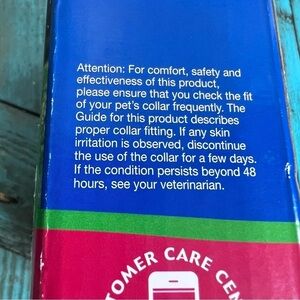 Attention: For comfort, safety and
effectiveness of this product,
please ensure that you check the fit
of your pet's collar frequently. The
Guide for this product describes
proper collar fitting. If any skin
irritation is observed, discontinue
the use of the collar for a few days.
If the condition persists beyond 48
hours, see your veterinarian.
TOMER CARE CEN